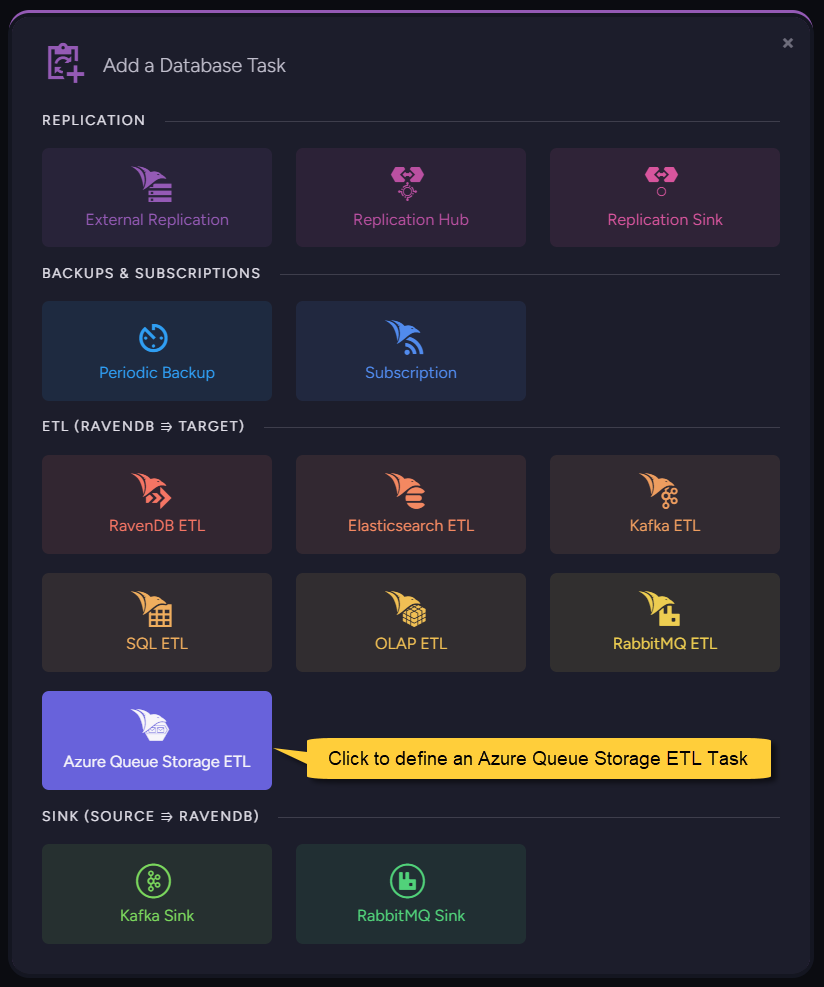 Add a Database Task
×
REPLICATION
External Replication
Replication Hub
Replication Sink
BACKUPS & SUBSCRIPTIONS
Periodic Backup
Subscription
ETL (RAVENDB ⇛ TARGET)
RavenDB ETL
Elasticsearch ETL
Kafka ETL
SQL ETL
OLAP ETL
RabbitMQ ETL
Azure Queue Storage ETL
Click to define an Azure Queue Storage ETL Task
SINK (SOURCE ⇛ RAVENDB)
Kafka Sink
RabbitMQ Sink